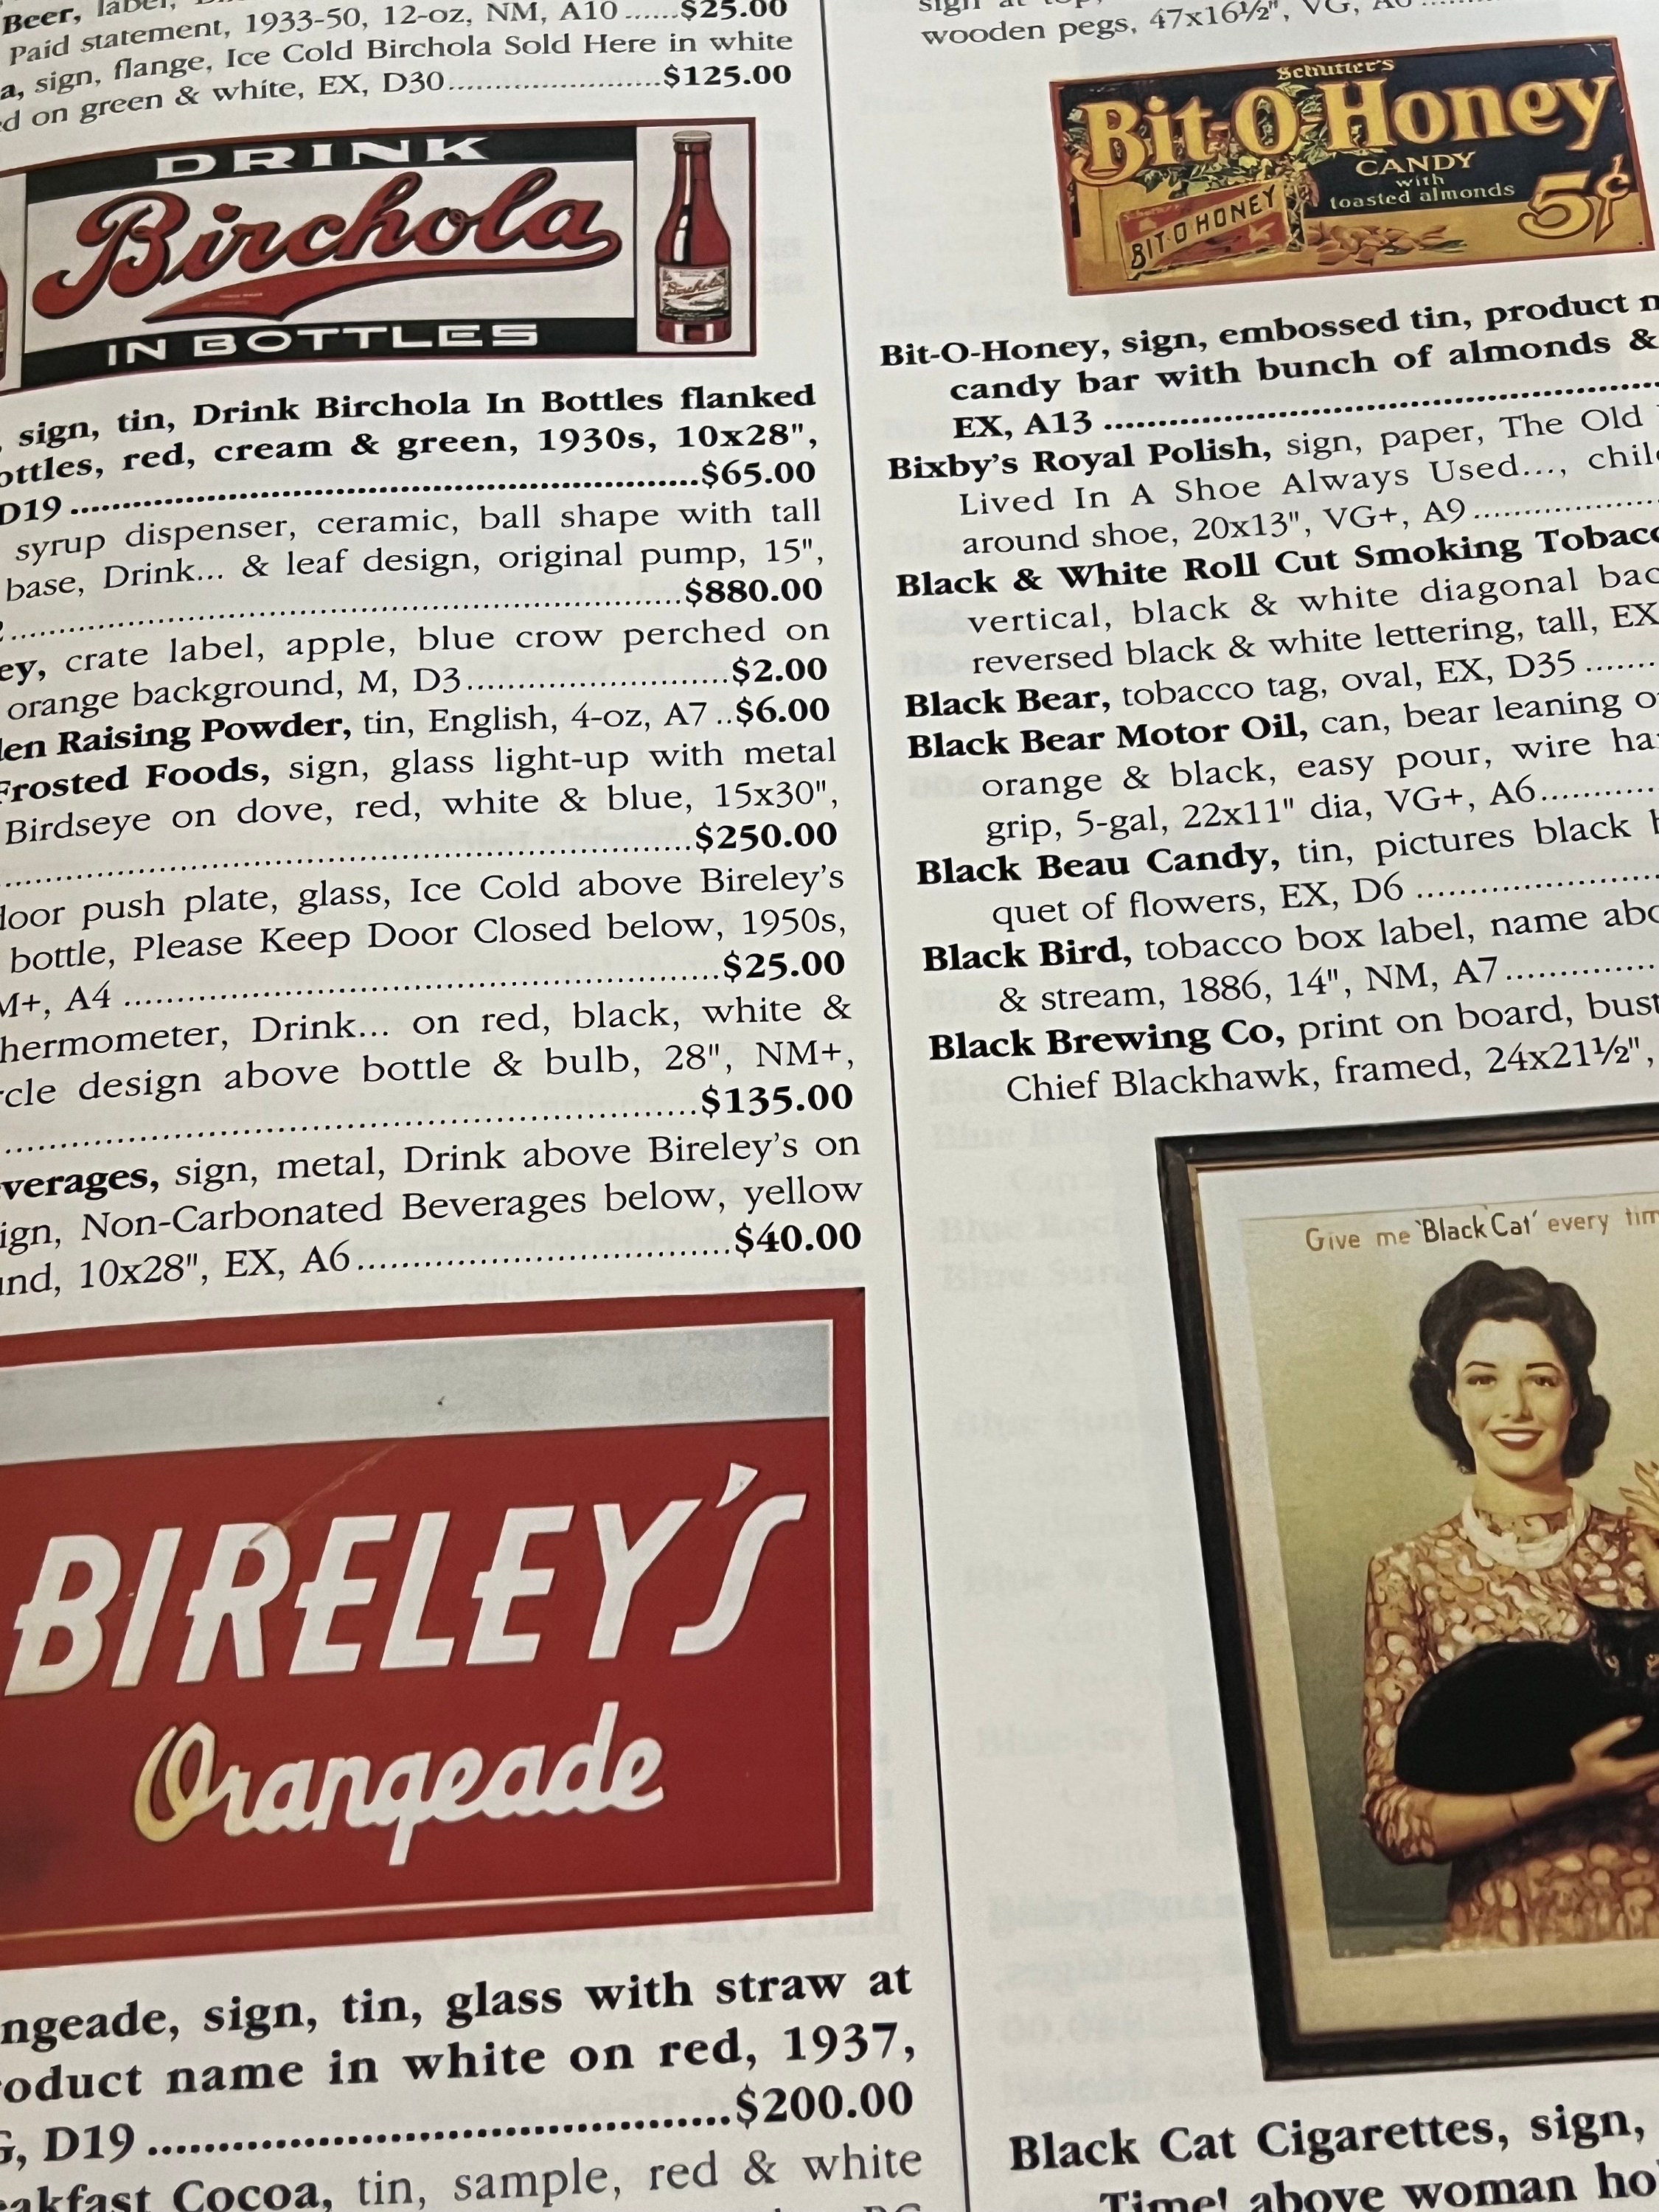 Beer, label,
Paid statement, 1933-50, 12-oz, NM, A10 ......$25.00
a, sign, flange, Ice Cold Birchola Sold Here in white
on green & white, EX, D30......................$125.00
DRINK
Birchola
IN BOTTLES
Birchola
, sign, tin, Drink Birchola In Bottles flanked
ottles, red, cream & green, 1930s, 10x28",
D19 ....................................................................$65.00
syrup dispenser, ceramic, ball shape with tall
base, Drink... & leaf design, original pump, 15",
....................................................................$880.00
ey, crate label, apple, blue crow perched on
orange background, M, D3...........................$2.00
en Raising Powder, tin, English, 4-oz, A7 ..$6.00
Frosted Foods, sign, glass light-up with metal
Birdseye on dove, red, white & blue, 15x30",
....................................................................$250.00
door push plate, glass, Ice Cold above Bireley's
bottle, Please Keep Door Closed below, 1950s,
M+, A4 ............................................................$25.00
hermometer, Drink... on red, black, white &
rcle design above bottle & bulb, 28", NM+,
....................................................................$135.00
verages, sign, metal, Drink above Bireley's on
ign, Non-Carbonated Beverages below, yellow
und, 10x28", EX, A6......................................$40.00
BIRELEY'S
Orangeade
ngeade, sign, tin, glass with straw at
roduct name in white on red, 1937,
G, D19 ..........................................$200.00
eakfast Cocoa, tin, sample, red & white
wooden pegs, 47x16½", VG,
Schutter's
Bit-O-Honey
CANDY
with
toasted almonds
5¢
BIT-O HONEY
Bit-O-Honey, sign, embossed tin, product n
candy bar with bunch of almonds &
EX, A13 ....................................................
Bixby's Royal Polish, sign, paper, The Old
Lived In A Shoe Always Used..., chil
around shoe, 20x13", VG+, A9...................
Black & White Roll Cut Smoking Tobacc
vertical, black & white diagonal bac
reversed black & white lettering, tall, EX
Black Bear, tobacco tag, oval, EX, D35 .......
Black Bear Motor Oil, can, bear leaning o
orange & black, easy pour, wire ha
grip, 5-gal, 22x11" dia, VG+, A6............
Black Beau Candy, tin, pictures black b
quet of flowers, EX, D6 ........................
Black Bird, tobacco box label, name abo
& stream, 1886, 14", NM, A7...............
Black Brewing Co, print on board, bust
Chief Blackhawk, framed, 24x21½",
Give me 'Black Cat' every tim
Black Cat Cigarettes, sign,
Time! above woman ho